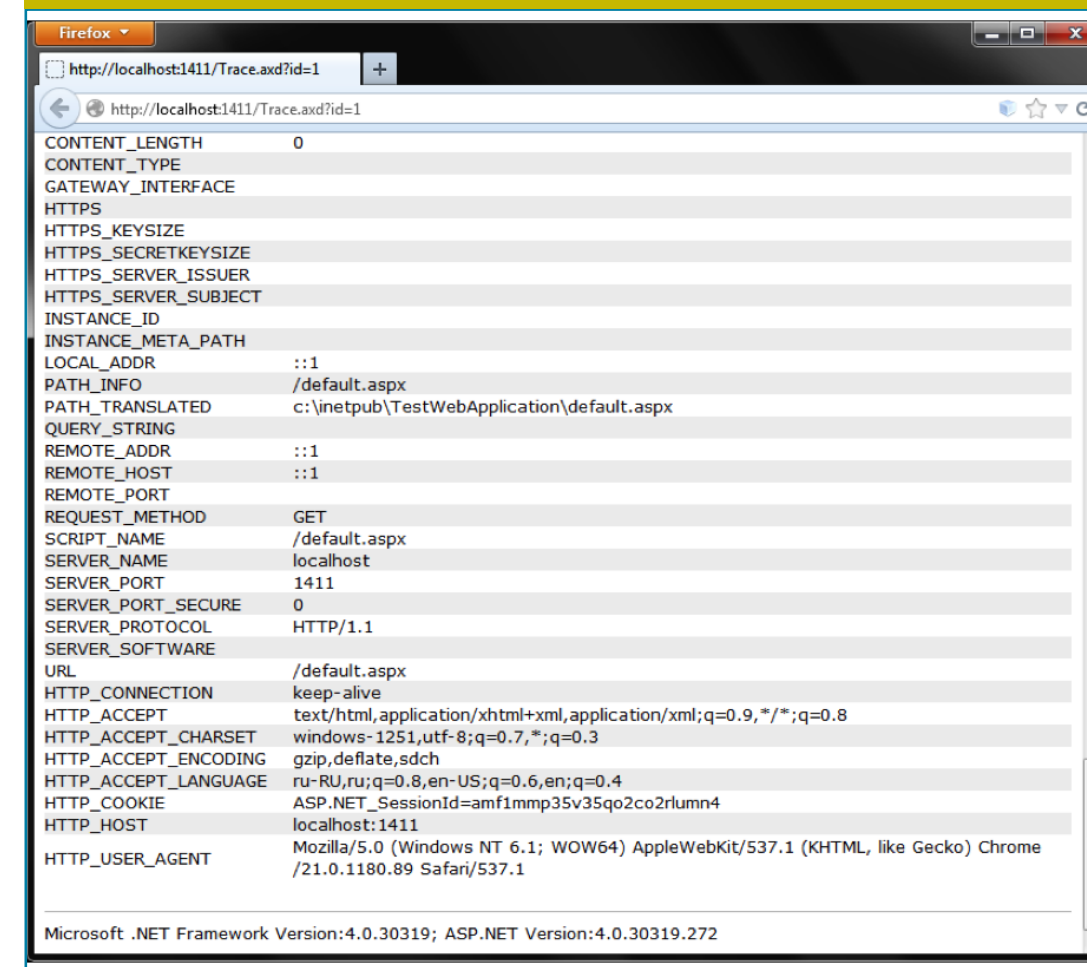 Firefox
http://localhost:1411/Trace.axd?id=1
http://localhost:1411/Trace.axd?id=1
CONTENT_LENGTH 0
CONTENT_TYPE
GATEWAY_INTERFACE
HTTPS
HTTPS_KEYSIZE
HTTPS_SECRETKEYSIZE
HTTPS_SERVER_ISSUER
HTTPS_SERVER_SUBJECT
INSTANCE_ID
INSTANCE_META_PATH
LOCAL_ADDR ::1
PATH_INFO /default.aspx
PATH_TRANSLATED c:\inetpub\TestWebApplication\default.aspx
QUERY_STRING
REMOTE_ADDR ::1
REMOTE_HOST ::1
REMOTE_PORT
REQUEST_METHOD GET
SCRIPT_NAME /default.aspx
SERVER_NAME localhost
SERVER_PORT 1411
SERVER_PORT_SECURE 0
SERVER_PROTOCOL HTTP/1.1
SERVER_SOFTWARE
URL /default.aspx
HTTP_CONNECTION keep-alive
HTTP_ACCEPT text/html,application/xhtml+xml,application/xml;q=0.9,*/*;q=0.8
HTTP_ACCEPT_CHARSET windows-1251,utf-8;q=0.7,*;q=0.3
HTTP_ACCEPT_ENCODING gzip,deflate,sdch
HTTP_ACCEPT_LANGUAGE ru-RU,ru;q=0.8,en-US;q=0.6,en;q=0.4
HTTP_COOKIE ASP.NET_SessionId=amf1mmp35v35qo2co2rlumn4
HTTP_HOST localhost:1411
HTTP_USER_AGENT Mozilla/5.0 (Windows NT 6.1; WOW64) AppleWebKit/537.1 (KHTML, like Gecko) Chrome
/21.0.1180.89 Safari/537.1
Microsoft .NET Framework Version:4.0.30319; ASP.NET Version:4.0.30319.272